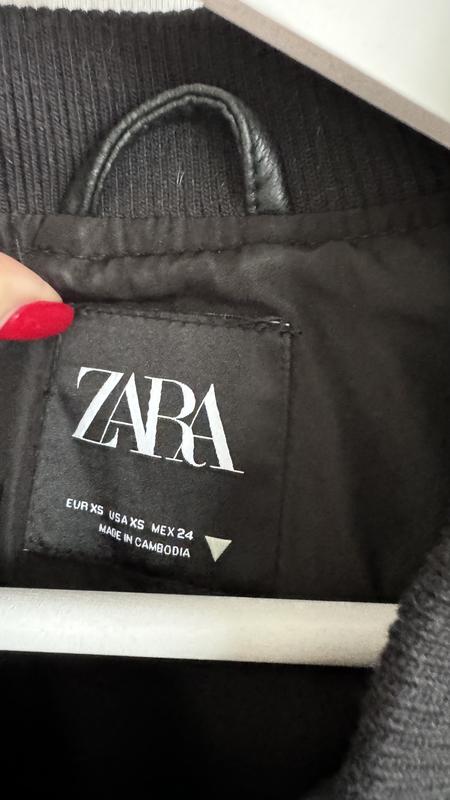 ZARA
EUR XS USA XS MEX 24
MADE IN CAMBODIA